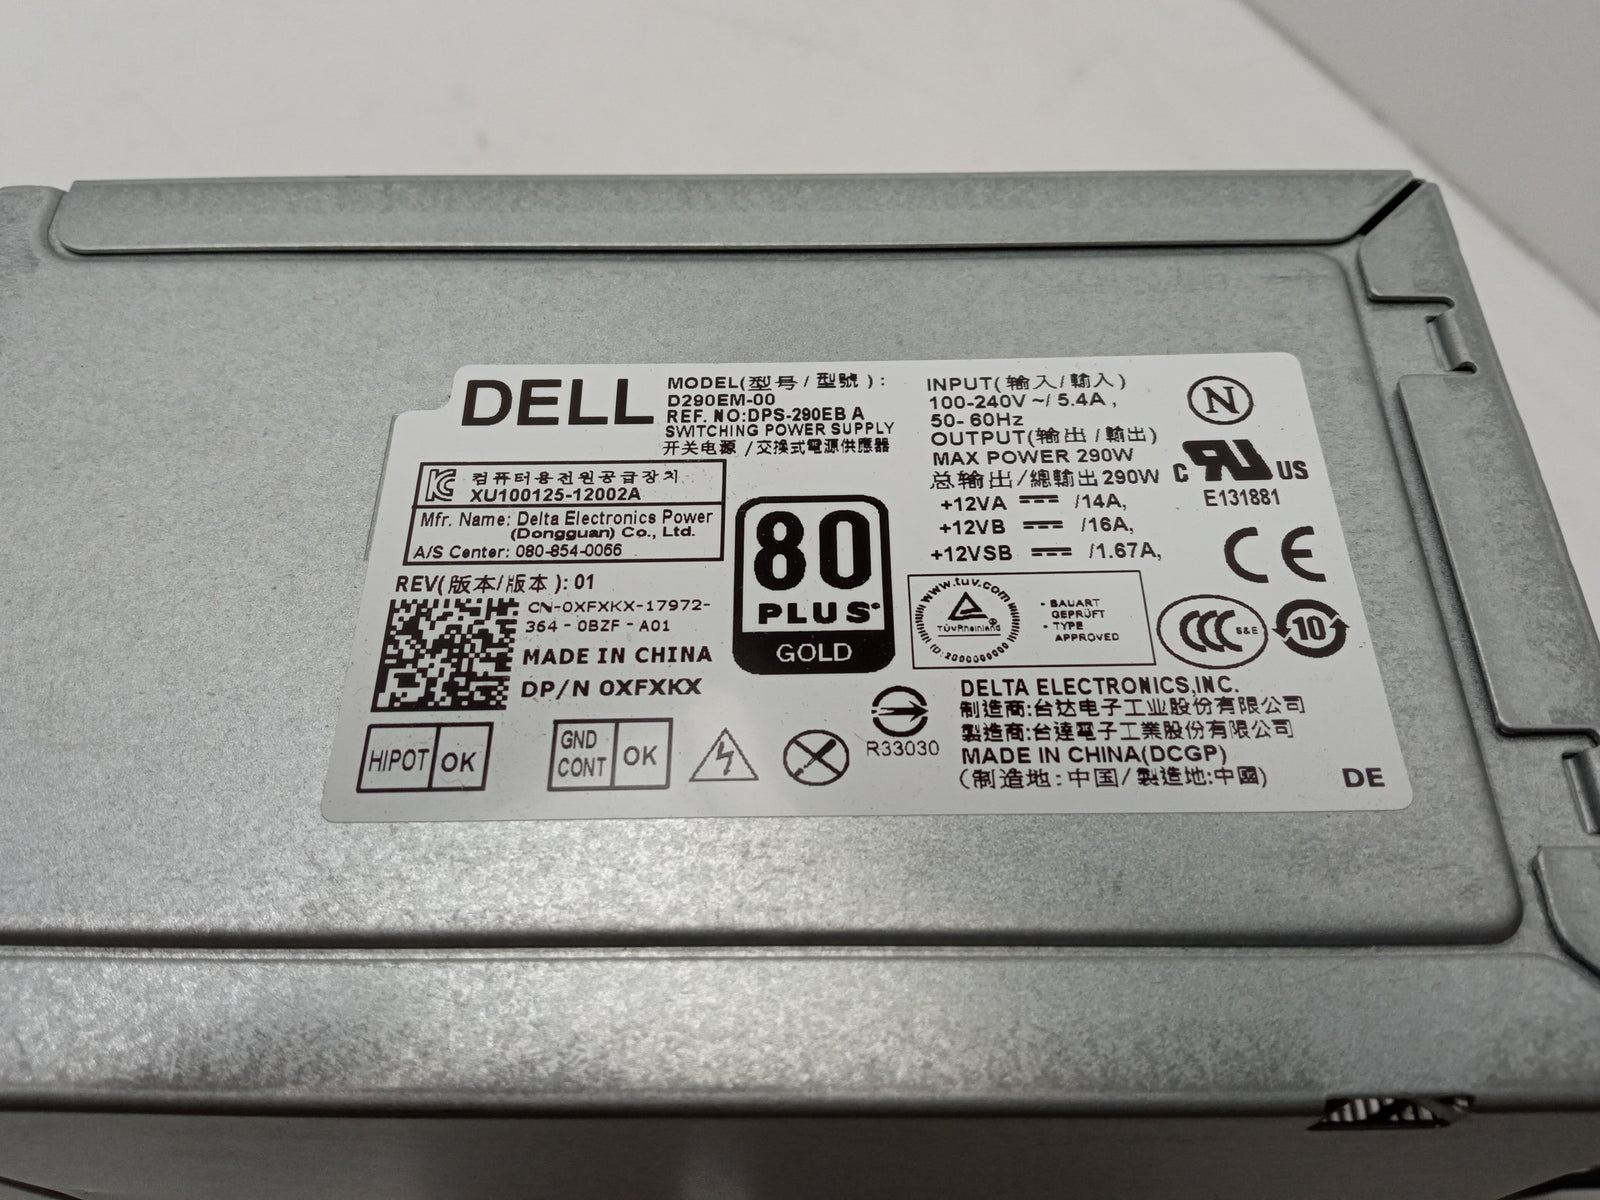 DELL
MODEL(型号/型號):
D290EM-00
REF. NO:DPS-290EB A
SWITCHING POWER SUPPLY
开关电源 /交換式電源供應器
컴퓨터용전원공급장치
XU100125-12002A
Mfr. Name: Delta Electronics Power
(Dongguan) Co., Ltd.
A/S Center: 080-854-0066
REV(版本/版本): 01
CN-0XFXKX-17972-
364-0BZF-A01
MADE IN CHINA
DP/N 0XFXKX
HIPOT OK
GND CONT OK
80
PLUS
GOLD
INPUT(输入/輸入)
100-240V ~/ 5.4A,
50-60Hz
OUTPUT(输出/輸出)
MAX POWER 290W
总输出/總輸出290W
+12VA ⎓ /14A,
+12VB ⎓ /16A,
+12VSB ⎓ /1.67A,
N
c RU US
E131881
CE
www.tuv.com
TÜVRheinland
ID: 2000000000
• BAUART
GEPRÜFT
• TYPE
APPROVED
CCC S&E
10
R33030
DELTA ELECTRONICS,INC.
制造商:台达电子工业股份有限公司
製造商:台達電子工業股份有限公司
MADE IN CHINA(DCGP)
(制造地:中国/製造地:中國)
DE